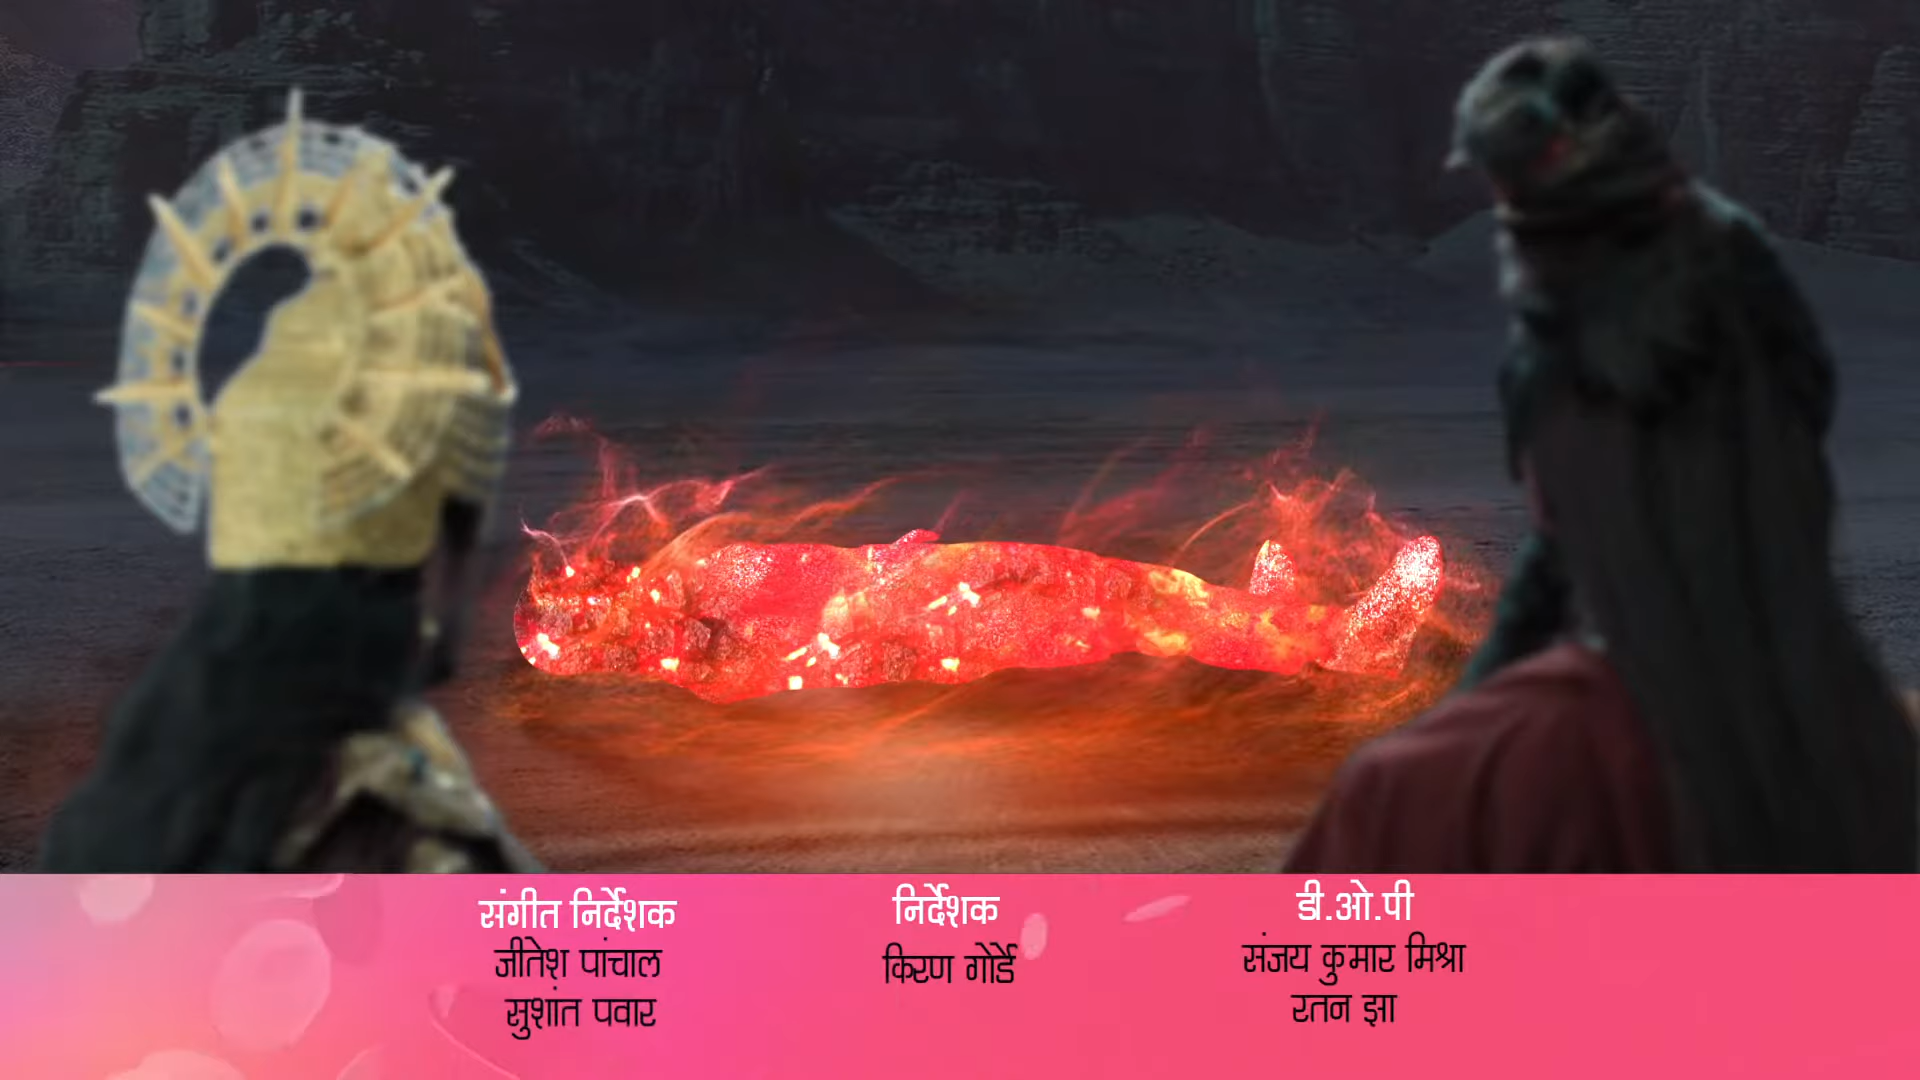 संगीत निर्देशक
जीतेश पांचाल
सुशांत पवार
निर्देशक
किरण गोर्डे
डी.ओ.पी
संजय कुमार मिश्रा
रतन झा